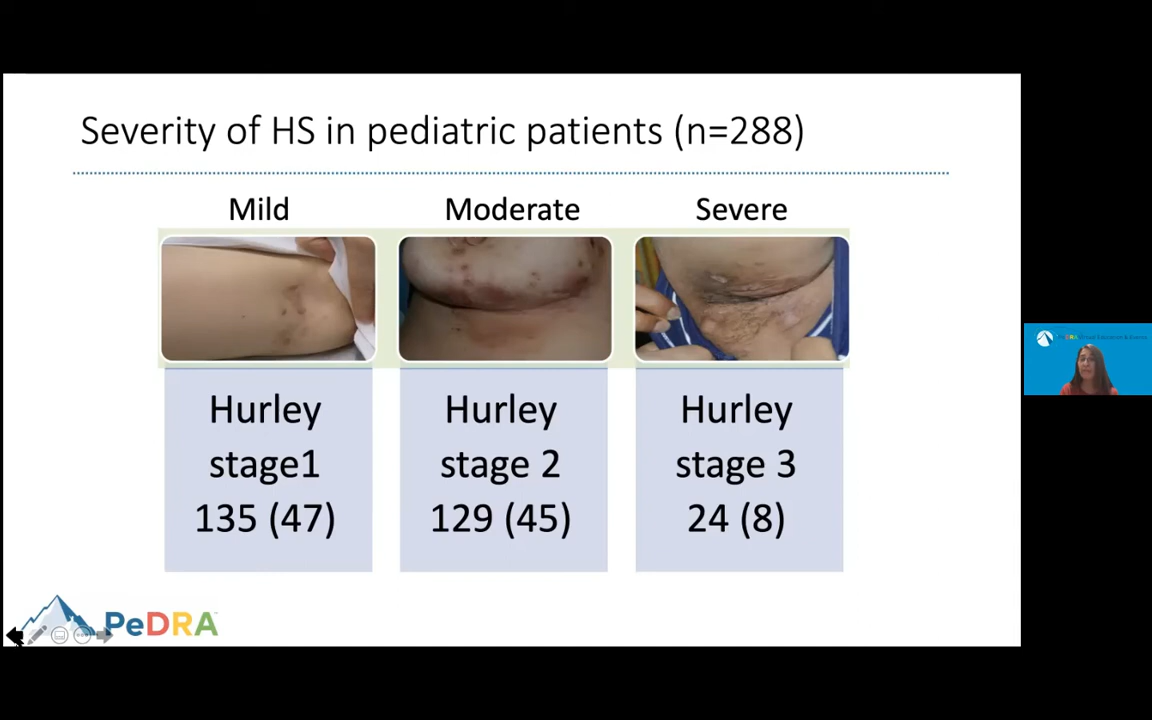 Severity of HS in pediatric patients (n=288)
Mild
Moderate
Severe
Hurley
stage1
135 (47)
Hurley
stage 2
129 (45)
Hurley
stage 3
24 (8)
PeDRA